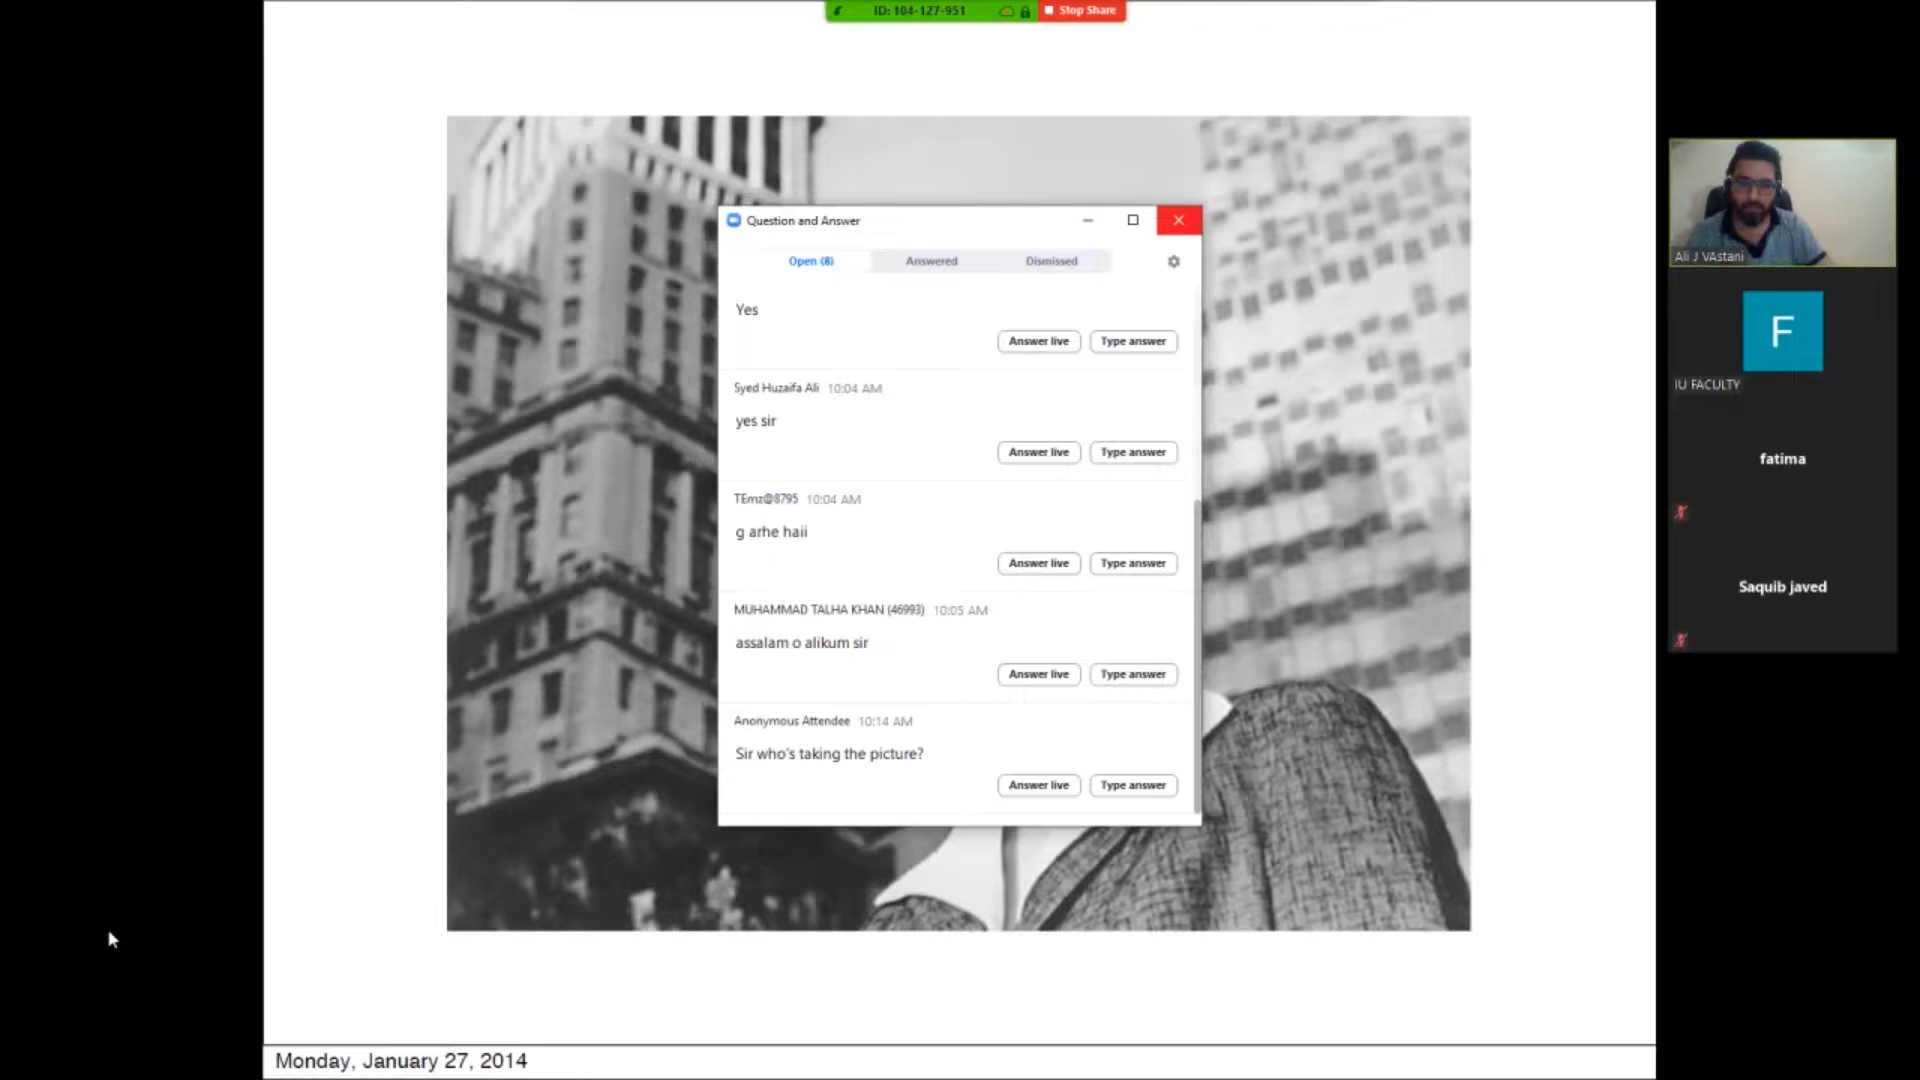 ID: 104-127-951
Stop Share
Question and Answer
Open (8)
Answered
Dismissed
Yes
Answer live
Type answer
Syed Huzaifa Ali 10:04 AM
yes sir
Answer live
Type answer
TEmz@8795 10:04 AM
g arhe haii
Answer live
Type answer
MUHAMMAD TALHA KHAN (46993) 10:05 AM
assalam o alikum sir
Answer live
Type answer
Anonymous Attendee 10:14 AM
Sir who's taking the picture?
Answer live
Type answer
Ali J VAstani
F
IU FACULTY
fatima
Saquib javed
Monday, January 27, 2014